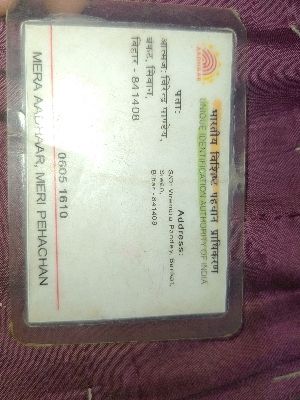 AADHAAR
भारतीय विशिष्ट पहचान प्राधिकरण
UNIQUE IDENTIFICATION AUTHORITY OF INDIA
पता:
आत्मज: विरेन्द्र पाण्डेय,
सिवान,
बिहार - 841408
Address:
S/O: Virendra Pandey,
Siwan,
Bihar - 841408
0605 1610
MERA AADHAAR, MERI PEHACHAN